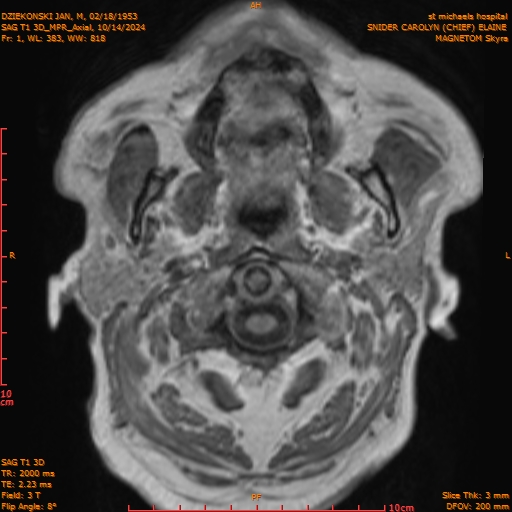 DZIEKONSKI JAN, M, 02/18/1953
SAG T1 3D_MPR_Axial, 10/14/2024
Fr: 1, WL: 383, WW: 818
AH
st michaels hospital
SNIDER CAROLYN (CHIEF) ELAINE
MAGNETOM Skyra
R
L
10
cm
SAG T1 3D
TR: 2000 ms
TE: 2.23 ms
Field: 3 T
Flip Angle: 8°
PF
10cm
Slice Thk: 3 mm
DFOV: 200 mm